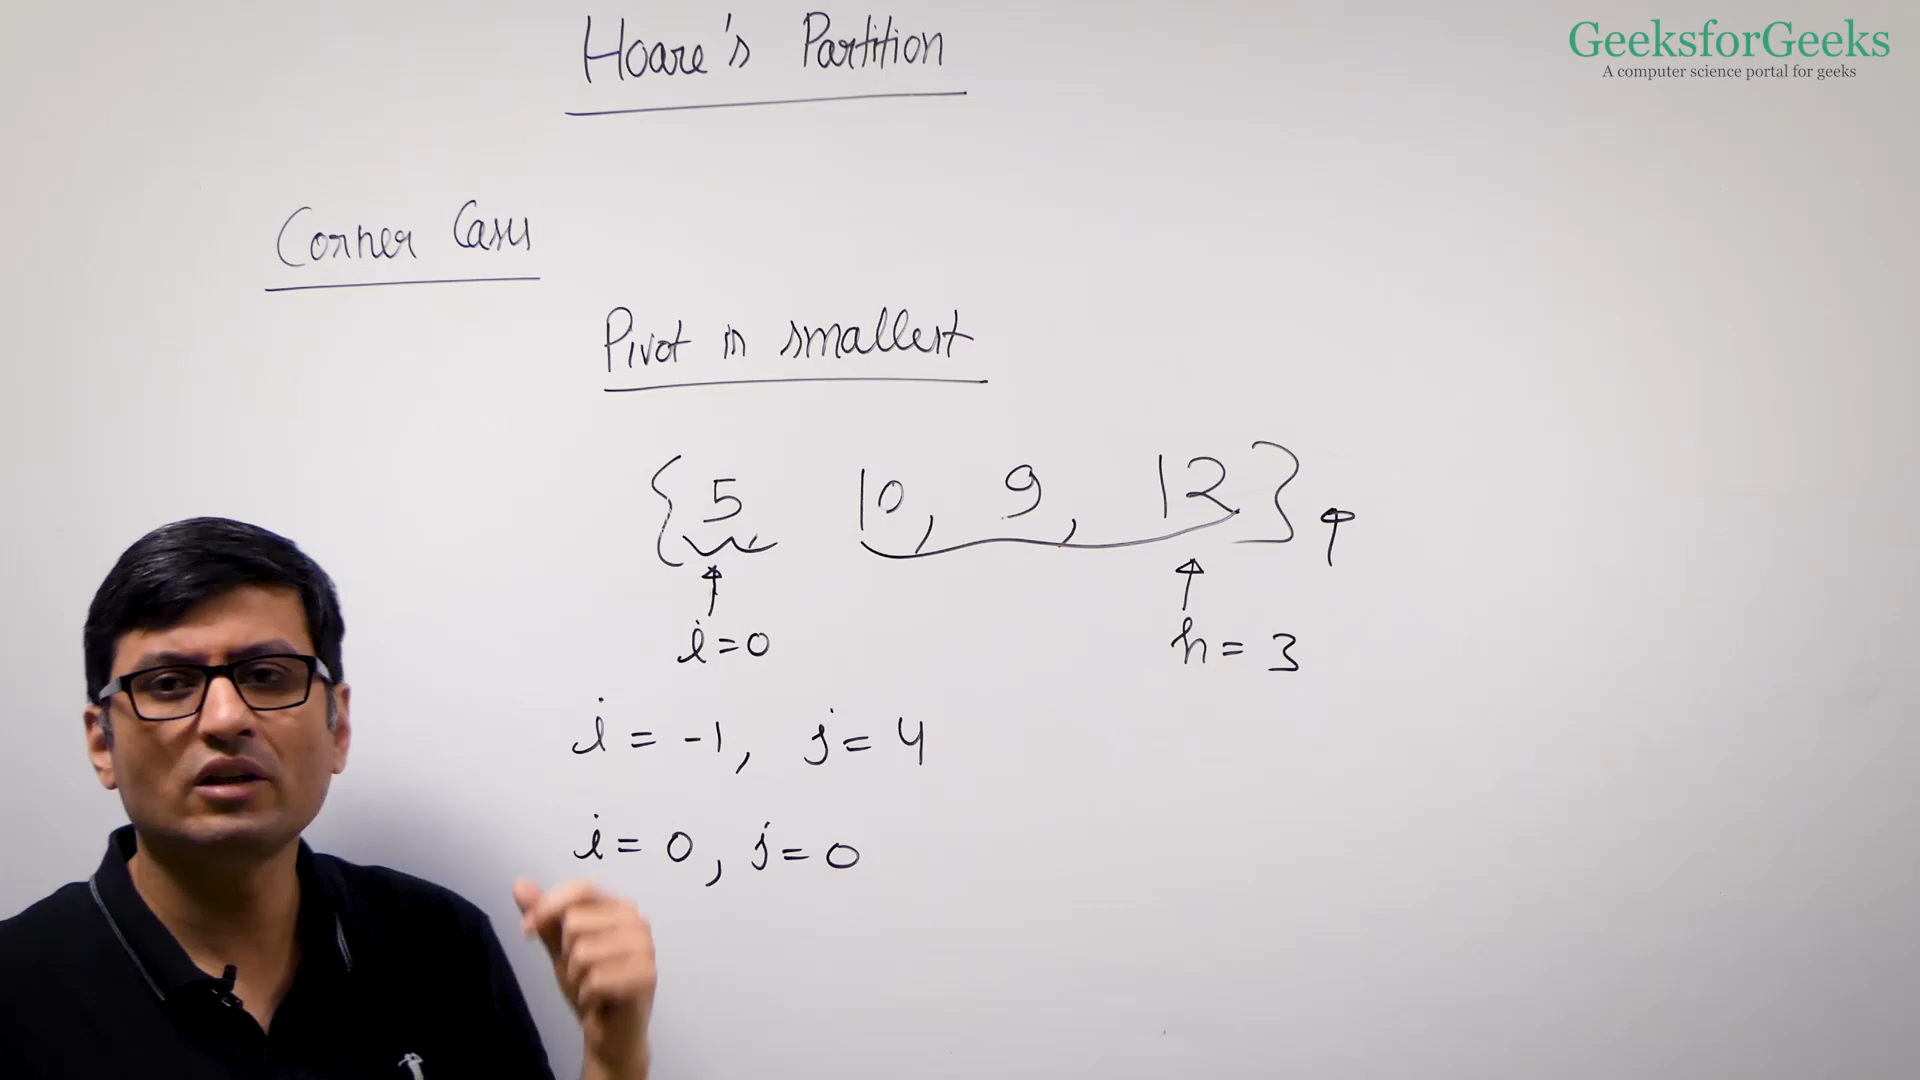 GeeksforGeeks
A computer science portal for geeks
Hoare's Partition
Corner Cases
Pivot is smallest
{5 10, 9, 12}
l=0 h=3
i=-1, j=4
i=0, j=0